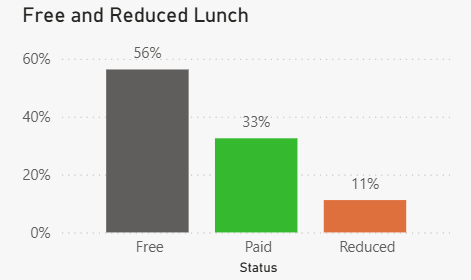 Free and Reduced Lunch
56%
60%
40%
33%
20%
11%
0%
Free Paid Reduced
Status